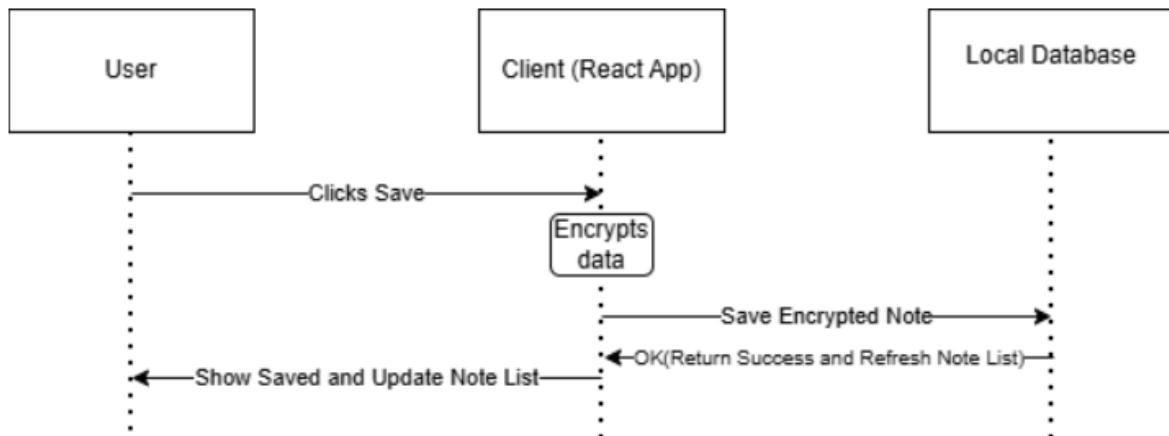 User
Client (React App)
Local Database
Clicks Save
Encrypts
data
Save Encrypted Note
OK(Return Success and Refresh Note List)
Show Saved and Update Note List